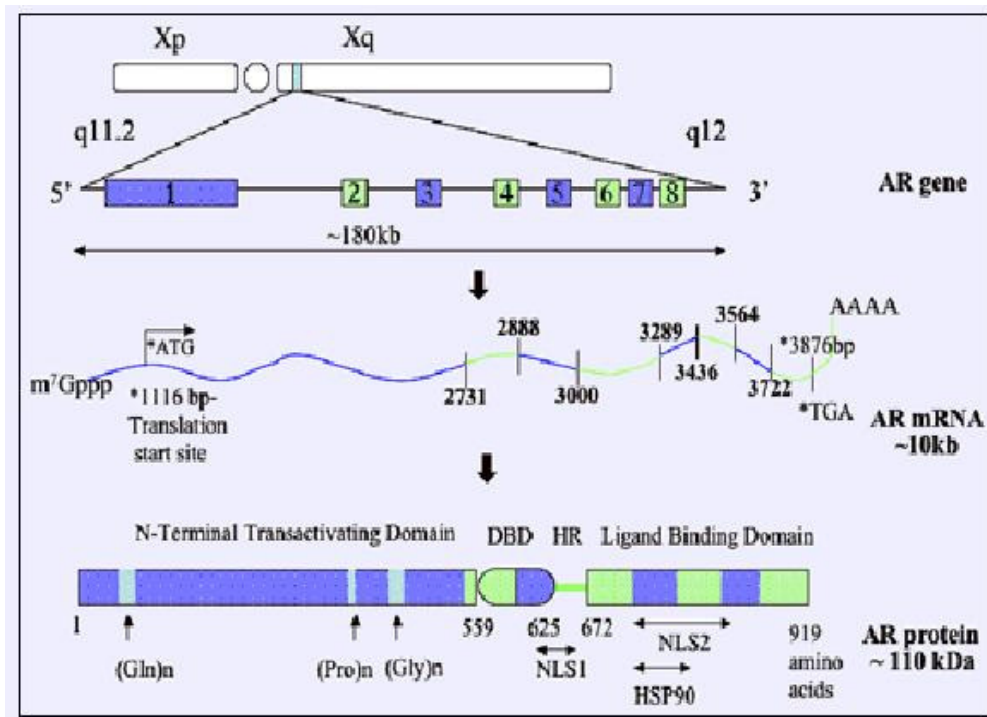 Xp Xq
q11.2 q12
5' 1 2 3 4 5 6 7 8 3' AR gene
~180kb
AAAA
2888 3289 3564
*ATG *3876bp
m⁷Gppp
2731 3000 3436 3722
*1116 bp- *TGA
Translation AR mRNA
start site ~10kb
N-Terminal Transactivating Domain DBD HR Ligand Binding Domain
1 559 625 672 919 AR protein
NLS1 NLS2 amino ~ 110 kDa
(Gln)n (Pro)n (Gly)n HSP90 acids